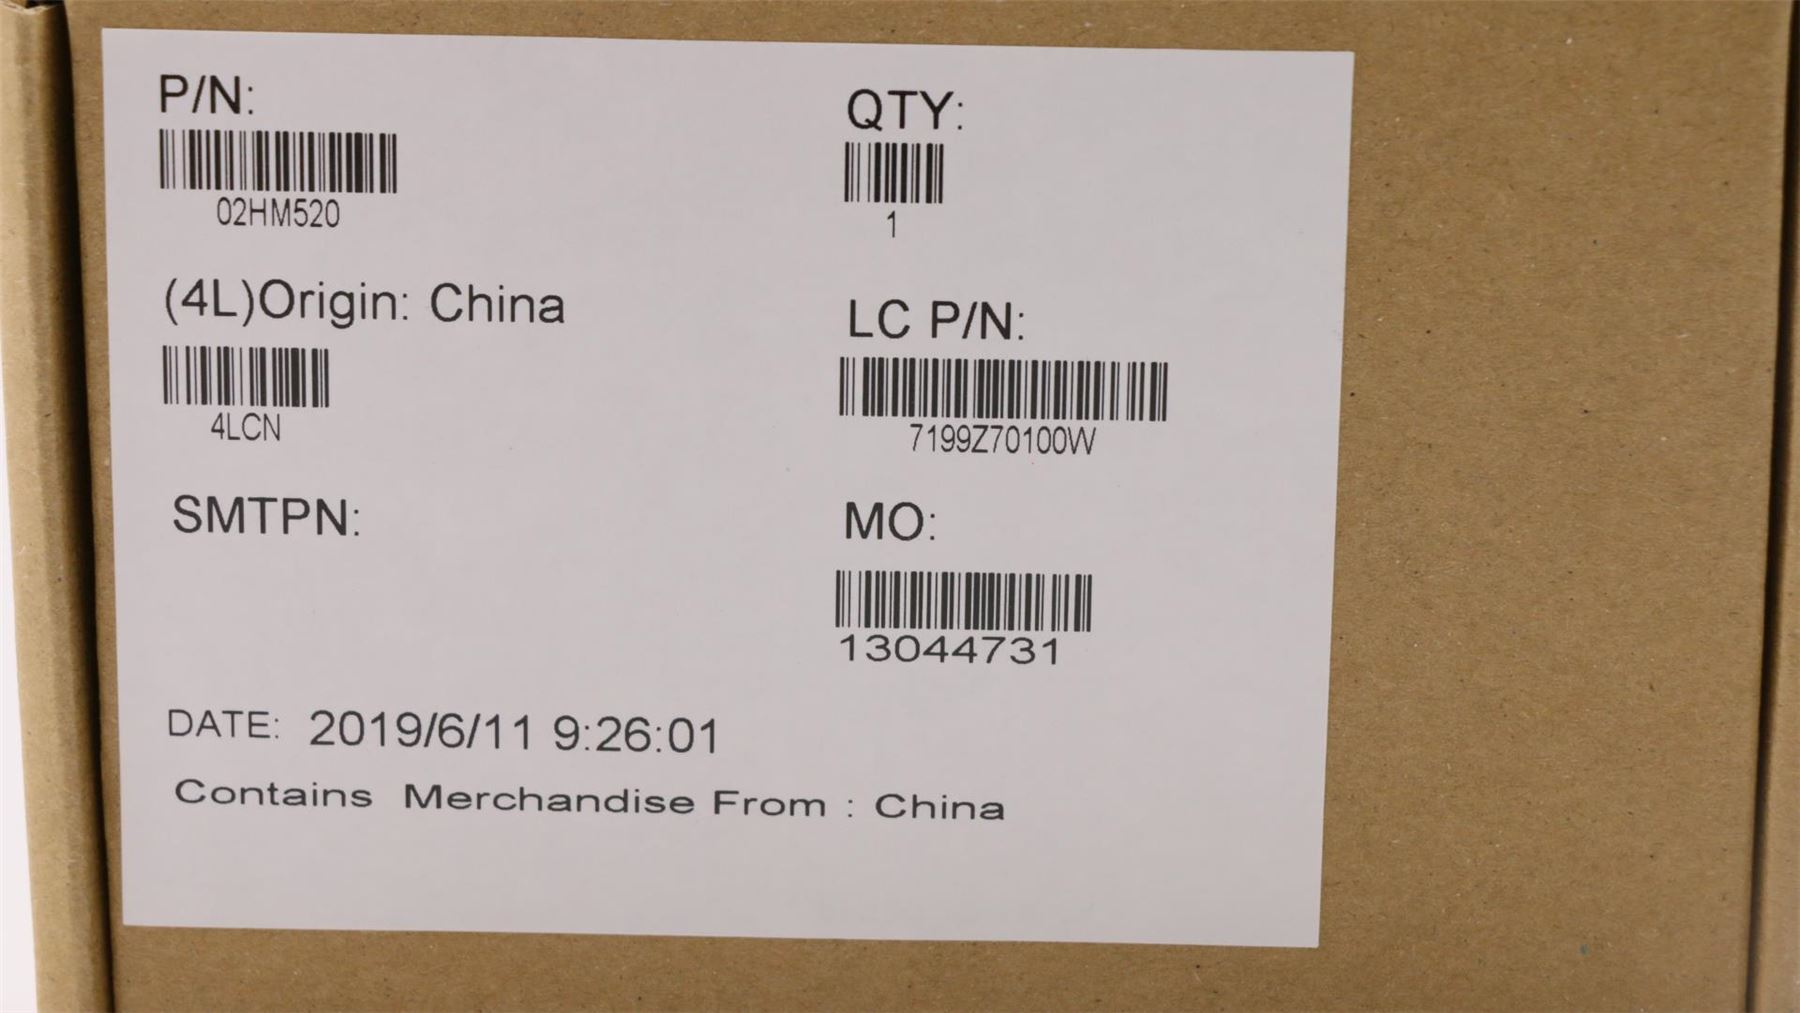 P/N:
02HM520
QTY:
1
(4L)Origin: China
4LCN
LC P/N:
7199Z70100W
SMTPN:
MO:
13044731
DATE: 2019/6/11 9:26:01
Contains Merchandise From : China